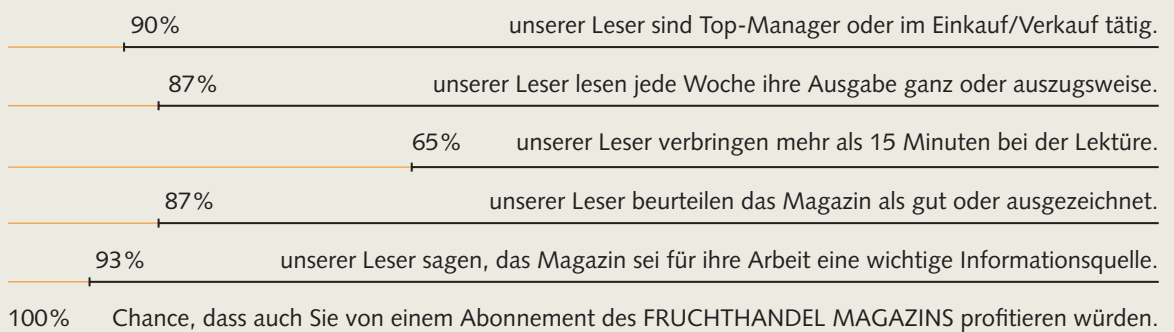 90% unserer Leser sind Top-Manager oder im Einkauf/Verkauf tätig.
87% unserer Leser lesen jede Woche ihre Ausgabe ganz oder auszugsweise.
65% unserer Leser verbringen mehr als 15 Minuten bei der Lektüre.
87% unserer Leser beurteilen das Magazin als gut oder ausgezeichnet.
93% unserer Leser sagen, das Magazin sei für ihre Arbeit eine wichtige Informationsquelle.
100% Chance, dass auch Sie von einem Abonnement des FRUCHTHANDEL MAGAZINS profitieren würden.